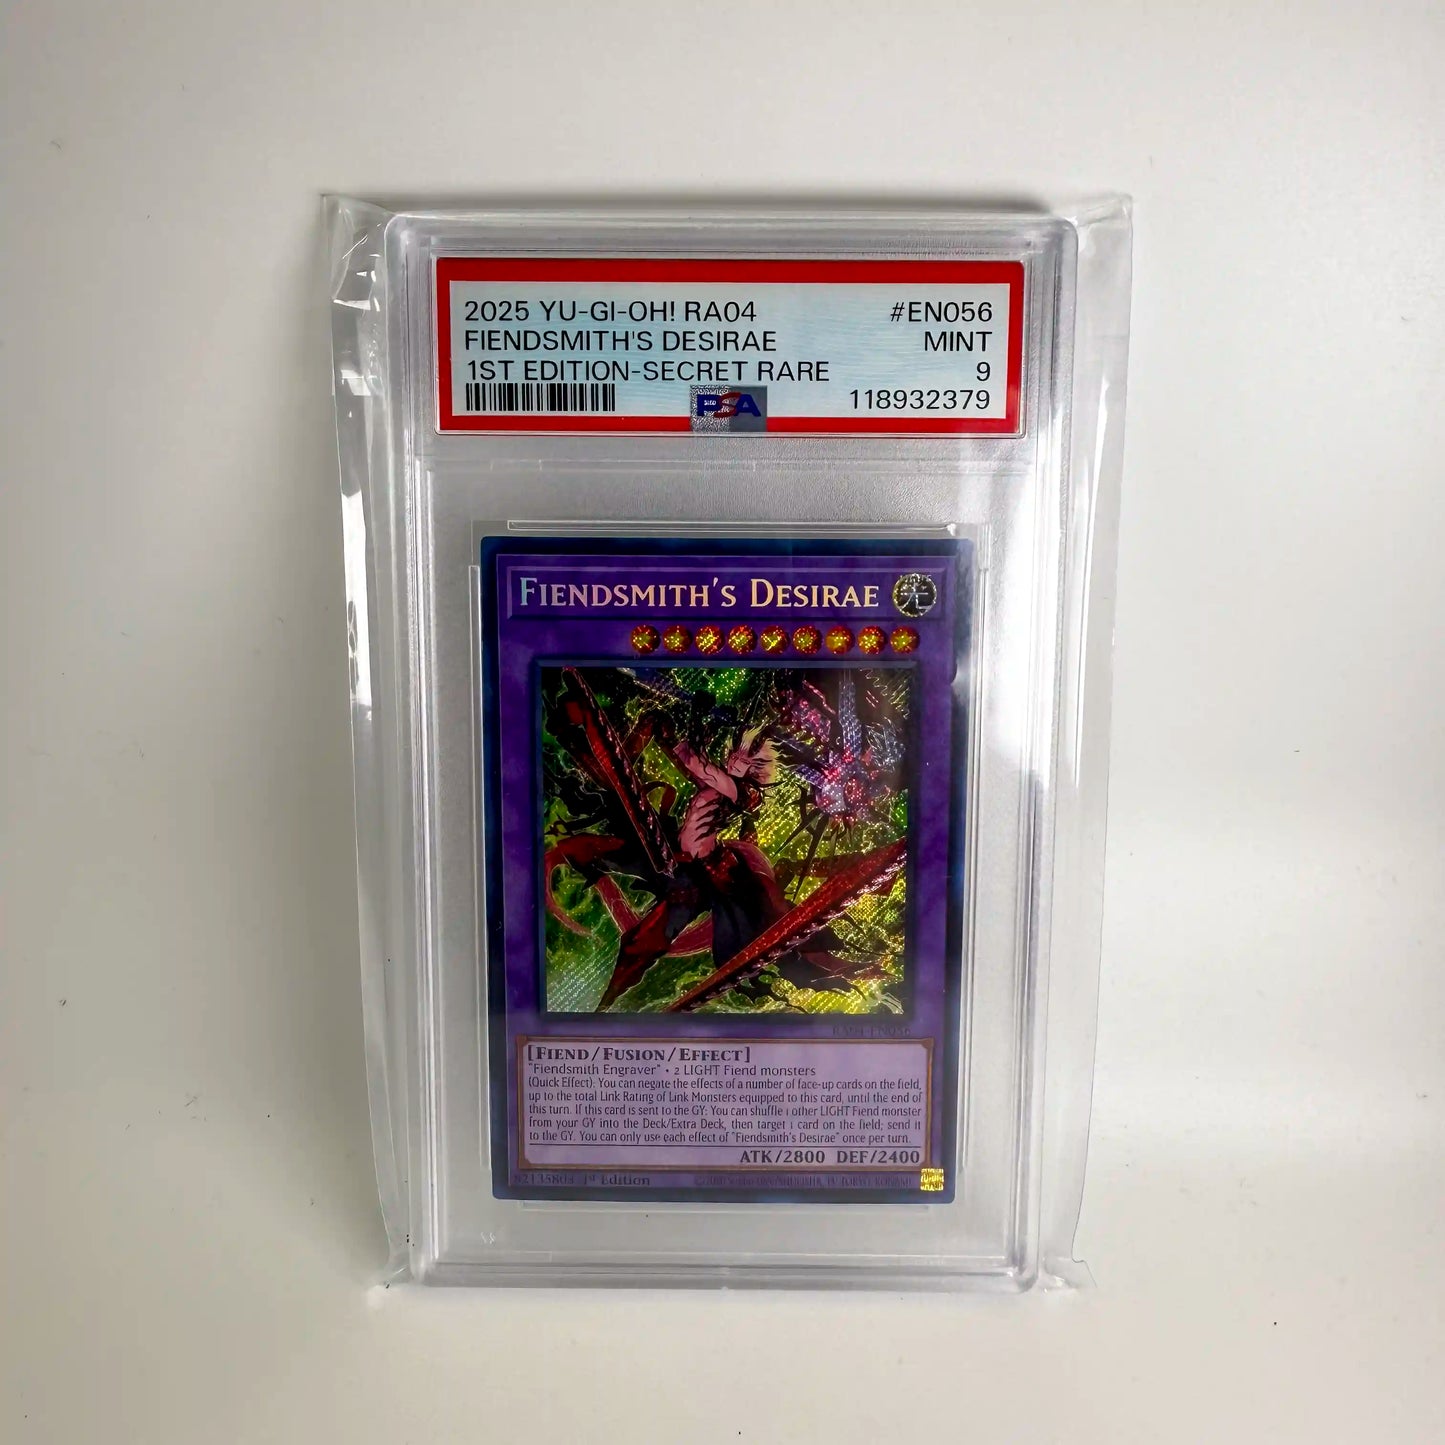 2025 YU-GI-OH! RA04 #EN056
FIENDSMITH'S DESIRAE MINT
1ST EDITION-SECRET RARE 9
PSA 118932379
FIENDSMITH'S DESIRAE
光
RA04-EN056
[FIEND/FUSION/EFFECT]
"Fiendsmith Engraver" + 2 LIGHT Fiend monsters
(Quick Effect): You can negate the effects of a number of face-up cards on the field,
up to the total Link Rating of Link Monsters equipped to this card, until the end of
this turn. If this card is sent to the GY: You can shuffle 1 other LIGHT Fiend monster
from your GY into the Deck/Extra Deck, then target 1 card on the field; send it
to the GY. You can only use each effect of "Fiendsmith's Desirae" once per turn.
ATK/2800 DEF/2400
82135803 1st Edition